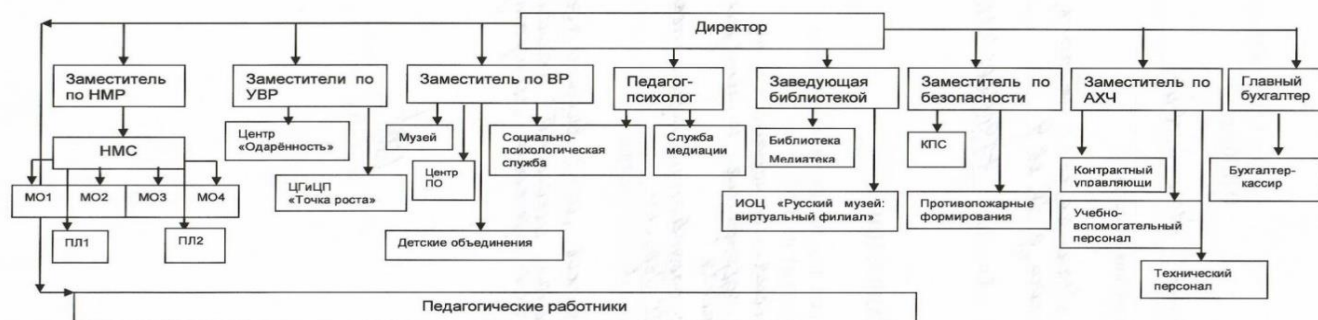 Директор
Заместитель
по НМР
Заместители по
УВР
Заместитель по ВР
Педагог-
психолог
Заведующая
библиотекой
Заместитель по
безопасности
Заместитель по
АХЧ
Главный
бухгалтер
НМС
Центр
«Одарённость»
Музей
Центр
ПО
Социально-
психологическая
служба
Служба
медиации
Библиотека
Медиатека
КПС
Контрактный
управляющи
Бухгалтер-
кассир
МО1
МО2
МО3
МО4
ЦГиЦП
«Точка роста»
ИОЦ «Русский музей:
виртуальный филиал»
Противопожарные
формирования
Учебно-
вспомогательный
персонал
ПЛ1
ПЛ2
Детские объединения
Технический
персонал
Педагогические работники